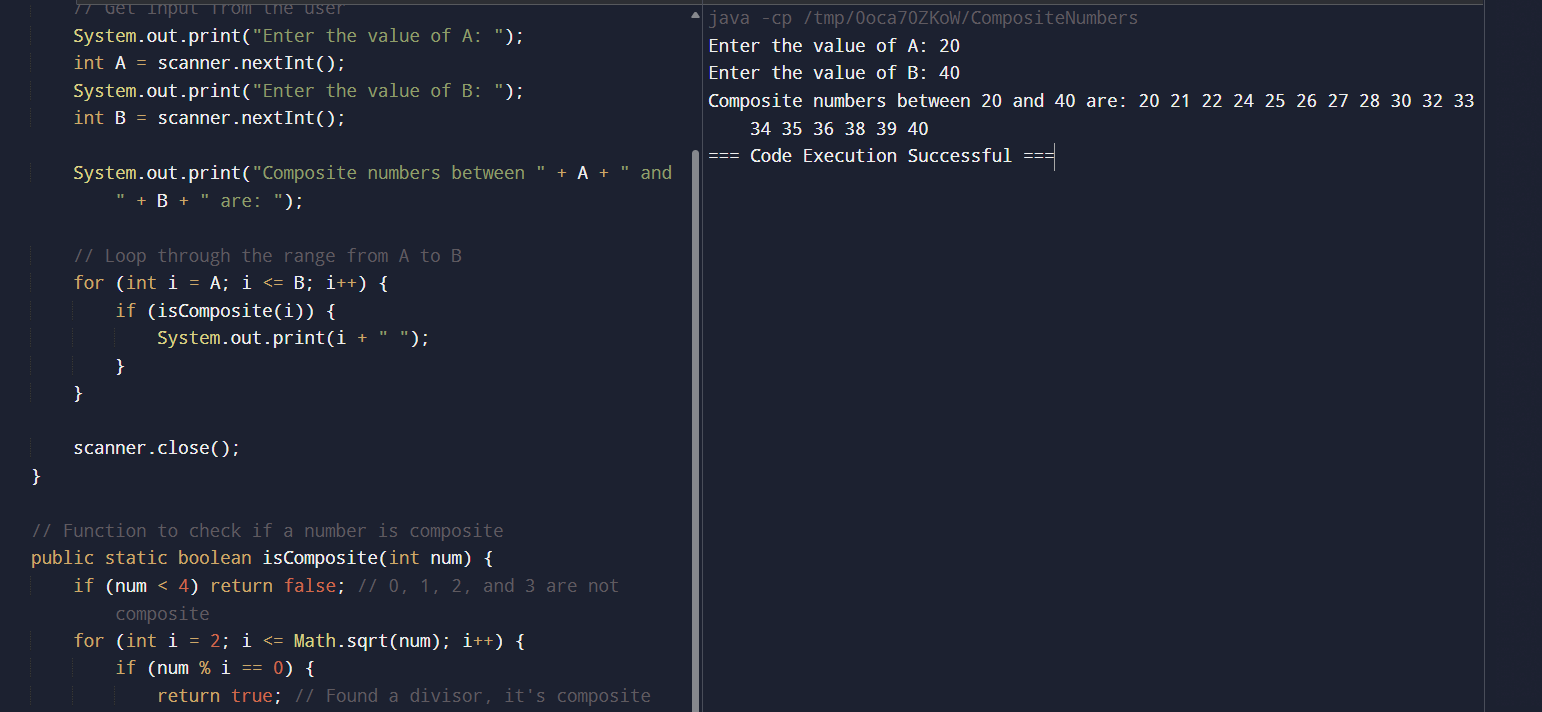 // Get input from the user
System.out.print("Enter the value of A: ");
int A = scanner.nextInt();
System.out.print("Enter the value of B: ");
int B = scanner.nextInt();
System.out.print("Composite numbers between " + A + " and
" + B + " are: ");
// Loop through the range from A to B
for (int i = A; i <= B; i++) {
if (isComposite(i)) {
System.out.print(i + " ");
}
}
scanner.close();
}
// Function to check if a number is composite
public static boolean isComposite(int num) {
if (num < 4) return false; // 0, 1, 2, and 3 are not
composite
for (int i = 2; i <= Math.sqrt(num); i++) {
if (num % i == 0) {
return true; // Found a divisor, it's composite
java -cp /tmp/0oca70ZKoW/CompositeNumbers
Enter the value of A: 20
Enter the value of B: 40
Composite numbers between 20 and 40 are: 20 21 22 24 25 26 27 28 30 32 33
34 35 36 38 39 40
=== Code Execution Successful ===